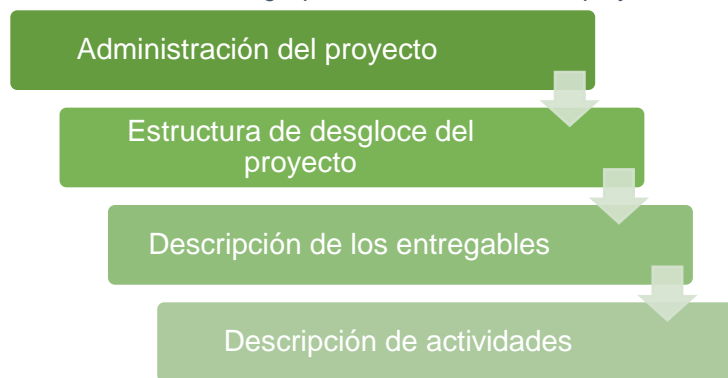 Administración del proyecto
Estructura de desgloce del
proyecto
Descripción de los entregables
Descripción de actividades